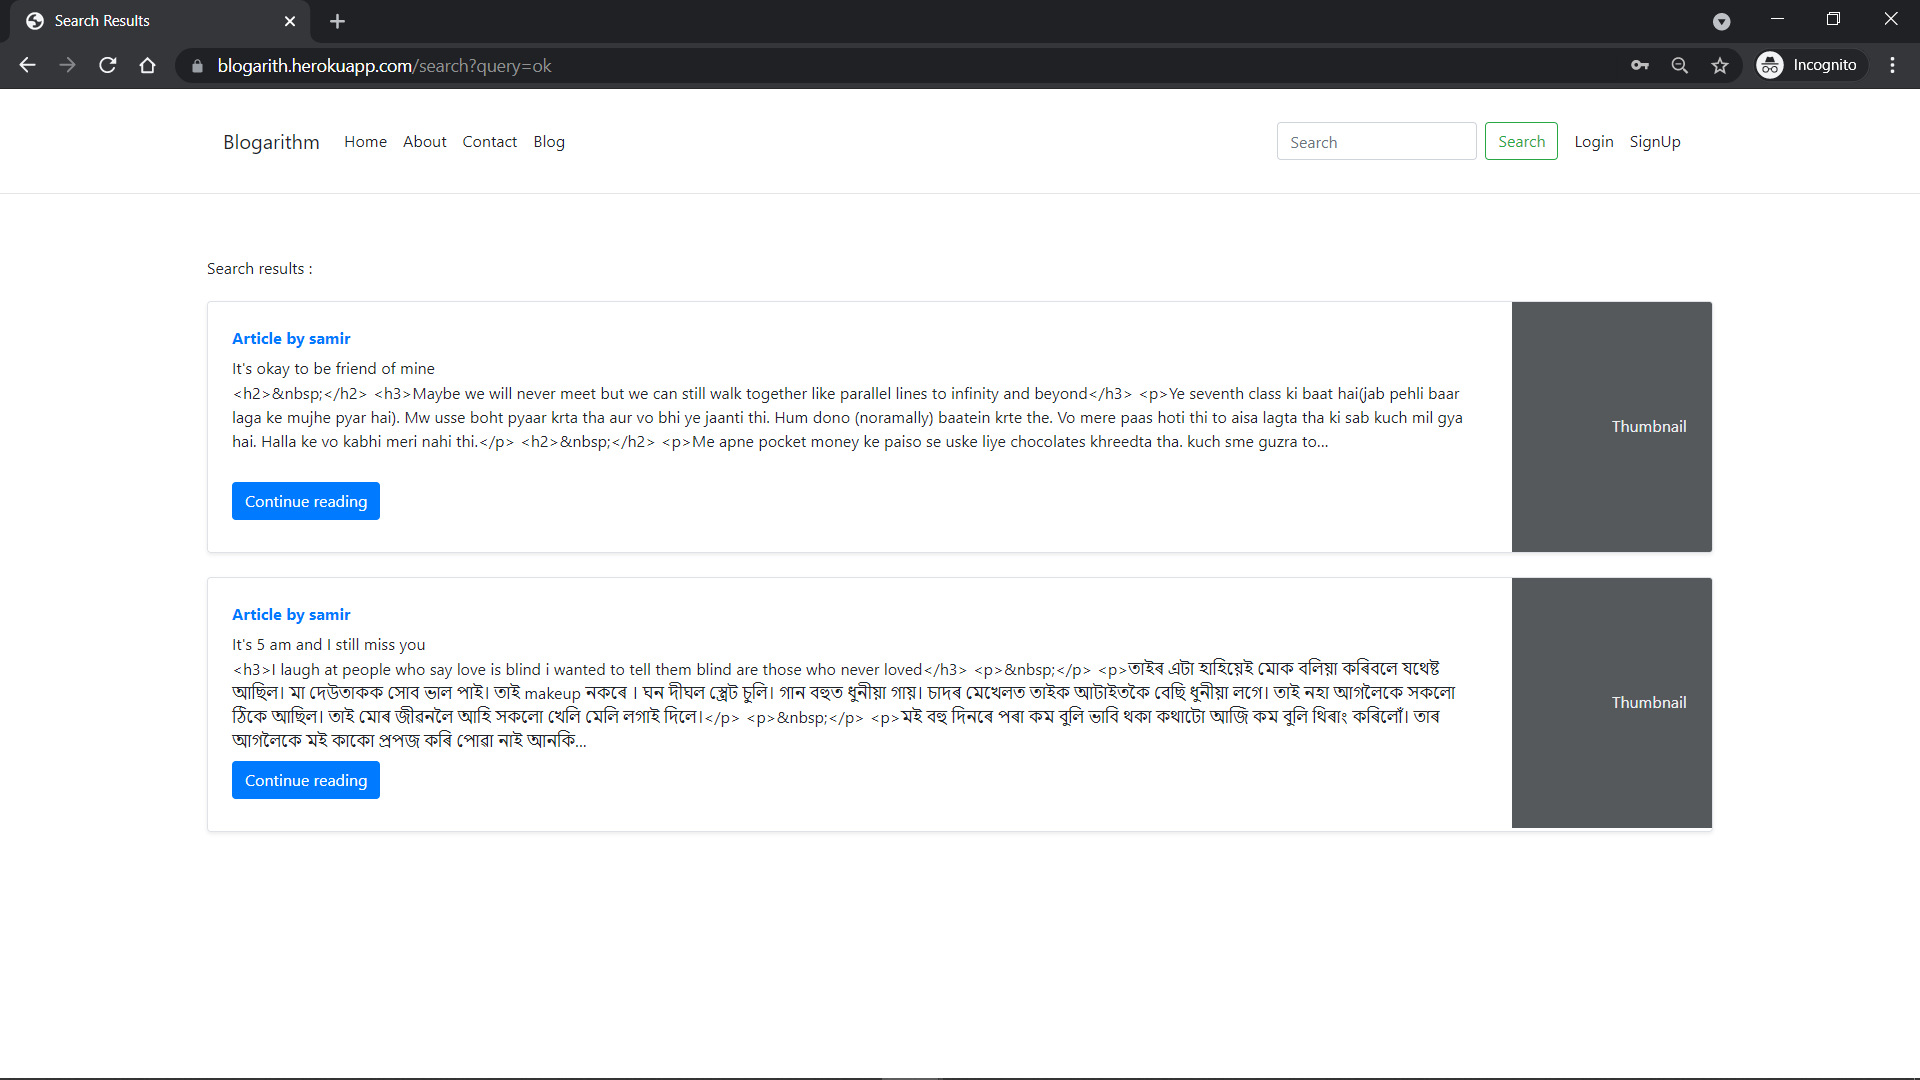 Search Results
blogarith.herokuapp.com/search?query=ok
Incognito
Blogarithm Home About Contact Blog Search Search Login SignUp
Search results :
Article by samir
It's okay to be friend of mine
<h2>&nbsp;</h2> <h3>Maybe we will never meet but we can still walk together like parallel lines to infinity and beyond</h3> <p>Ye seventh class ki baat hai(jab pehli baar
laga ke mujhe pyar hai). Mw usse boht pyaar krta tha aur vo bhi ye jaanti thi. Hum dono (noramally) baatein krte the. Vo mere paas hoti thi to aisa lagta tha ki sab kuch mil gya
hai. Halla ke vo kabhi meri nahi thi.</p> <h2>&nbsp;</h2> <p>Me apne pocket money ke paiso se uske liye chocolates khreedta tha. kuch sme guzra to...
Continue reading
Thumbnail
Article by samir
It's 5 am and I still miss you
<h3>I laugh at people who say love is blind i wanted to tell them blind are those who never loved</h3> <p>&nbsp;</p> <p>তাইৰ এটা হাহিয়েই মোক বলিয়া কৰিবলে যথেষ্ট
আছিল। মা দেউতাকক সোব ভাল পাই। তাই makeup নকৰে । ঘন দীঘল স্ট্ৰেট চুলি। গান বহুত ধুনীয়া গায়। চাদৰ মেখেলত তাইক আটাইতকৈ বেছি ধুনীয়া লগে। তাই নহা আগলৈকে সকলো
ঠিকে আছিল। তাই মোৰ জীৱনলৈ আহি সকলো খেলি মেলি লগাই দিলে।</p> <p>&nbsp;</p> <p>মই বহু দিনৰে পৰা কম বুলি ভাবি থকা কথাটো আজি কম বুলি থিৰাং কৰিলোঁ। তাৰ
আগলৈকে মই কাকো প্ৰপজ কৰি পোৱা নাই আনকি...
Continue reading
Thumbnail